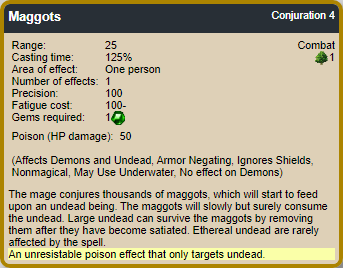 Maggots Conjuration 4
Range: 25 Combat
Casting time: 125% 1
Area of effect: One person
Number of effects: 1
Precision: 100
Fatigue cost: 100-
Gems required: 1
Poison (HP damage): 50
(Affects Demons and Undead, Armor Negating, Ignores Shields,
Nonmagical, May Use Underwater, No effect on Demons)
The mage conjures thousands of maggots, which will start to feed
upon an undead being. The maggots will slowly but surely consume
the undead. Large undead can survive the maggots by removing
them after they have become satiated. Ethereal undead are rarely
affected by the spell.
An unresistable poison effect that only targets undead.